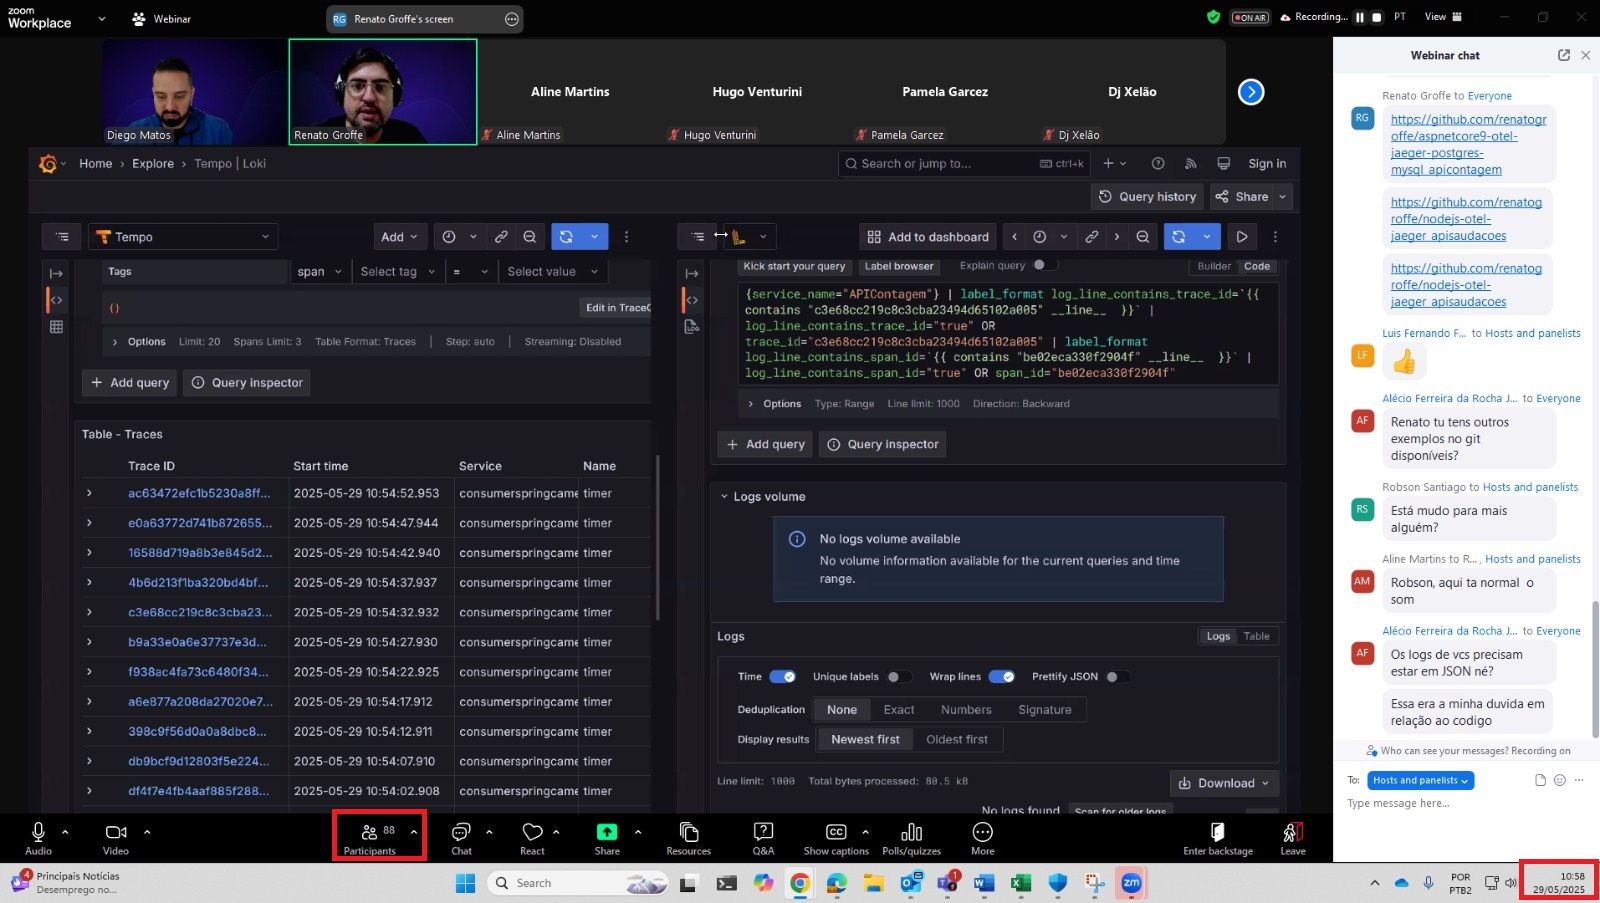 zoom
Workplace
Webinar
RG Renato Groffe's screen
ON AIR
Recording...
PT
View
Diego Matos
Renato Groffe
Aline Martins
Aline Martins
Hugo Venturini
Hugo Venturini
Pamela Garcez
Pamela Garcez
Dj Xelão
Dj Xelão
Home › Explore › Tempo | Loki
Search or jump to...
ctrl+k
Sign in
Query history
Share
Tempo
Add
Add to dashboard
Tags
span
Select tag
=
Select value
{}
Edit in TraceQ
Options Limit: 20 Spans Limit: 3 Table Format: Traces | Step: auto | Streaming: Disabled
+ Add query
Query inspector
Table - Traces
Trace ID Start time Service Name
ac63472efc1b5230a8ff... 2025-05-29 10:54:52.953 consumerspringcame timer
e0a63772d741b872655... 2025-05-29 10:54:47.944 consumerspringcame timer
16588d719a8b3e845d2... 2025-05-29 10:54:42.940 consumerspringcame timer
4b6d213f1ba320bd4bf... 2025-05-29 10:54:37.937 consumerspringcame timer
c3e68cc219c8c3cba23... 2025-05-29 10:54:32.932 consumerspringcame timer
b9a33e0a6e37737e3d... 2025-05-29 10:54:27.930 consumerspringcame timer
f938ac4fa73c6480f34... 2025-05-29 10:54:22.925 consumerspringcame timer
a6e877a208da27020e7... 2025-05-29 10:54:17.912 consumerspringcame timer
398c9f56d0a0a8dbc8... 2025-05-29 10:54:12.911 consumerspringcame timer
db9bcf9d12803f5e224... 2025-05-29 10:54:07.910 consumerspringcame timer
df4f7e4fb4aaf885f288... 2025-05-29 10:54:02.908 consumerspringcame timer
Kick start your query
Label browser
Explain query
Builder
Code
{service_name="APIContagem"} | label_format log_line_contains_trace_id=`{{
contains "c3e68cc219c8c3cba23494d65102a005" __line__ }}` |
log_line_contains_trace_id="true" OR
trace_id="c3e68cc219c8c3cba23494d65102a005" | label_format
log_line_contains_span_id=`{{ contains "be02eca330f2904f" __line__ }}` |
log_line_contains_span_id="true" OR span_id="be02eca330f2904f"
Options Type: Range Line limit: 1000 Direction: Backward
+ Add query
Query inspector
Logs volume
No logs volume available
No volume information available for the current queries and time
range.
Logs
Logs
Table
Time
Unique labels
Wrap lines
Prettify JSON
Deduplication None Exact Numbers Signature
Display results Newest first Oldest first
Line limit: 1000 Total bytes processed: 80.5 kB
Download
No logs found. Scan for older logs
Webinar chat
Renato Groffe to Everyone
RG
https://github.com/renatogr
offe/aspnetcore9-otel-
jaeger-postgres-
mysql_apicontagem
https://github.com/renatog
roffe/nodejs-otel-
jaeger_apisaudacoes
https://github.com/renatog
roffe/nodejs-otel-
jaeger_apisaudacoes
Luis Fernando F... to Hosts and panelists
LF
👍
Alécio Ferreira da Rocha J... to Everyone
AF
Renato tu tens outros
exemplos no git
disponíveis?
Robson Santiago to Hosts and panelists
RS
Está mudo para mais
alguém?
Aline Martins to R... , Hosts and panelists
AM
Robson, aqui ta normal o
som
Alécio Ferreira da Rocha J... to Everyone
AF
Os logs de vcs precisam
estar em JSON né?
Essa era a minha duvida em
relação ao codigo
Who can see your messages? Recording on
To: Hosts and panelists
Type message here...
Audio
Video
88
Participants
Chat
React
Share
Resources
Q&A
CC
Show captions
Polls/quizzes
More
Enter backstage
Leave
4
Principais Notícias
Desemprego no...
Search
1
zm
POR
PTB2
10:58
29/05/2025